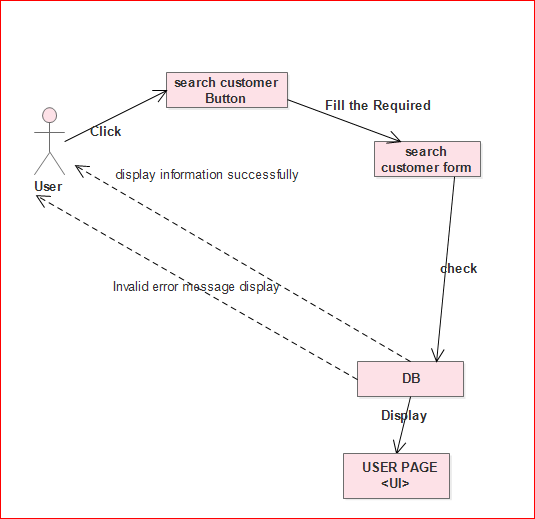 search customer
Button
Click
Fill the Required
search
customer form
display information successfully
User
check
Invalid error message display
DB
Display
USER PAGE
<UI>